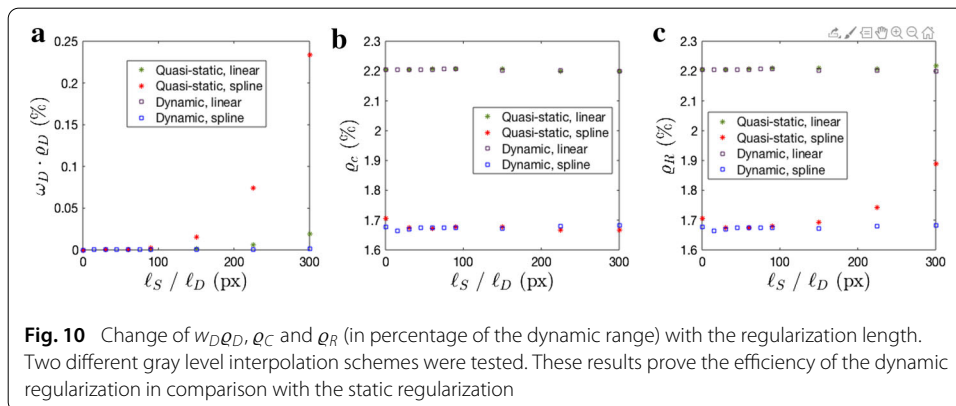 a
0.25
0.2
0.15
0.1
0.05
0
0 100 200 300
ω_D · ϱ_D (%)
ℓ_S / ℓ_D (px)
Quasi-static, linear
Quasi-static, spline
Dynamic, linear
Dynamic, spline
b
2.3
2.2
2.1
2
1.9
1.8
1.7
1.6
0 100 200 300
ϱ_c (%)
ℓ_S / ℓ_D (px)
Quasi-static, linear
Quasi-static, spline
Dynamic, linear
Dynamic, spline
c
2.3
2.2
2.1
2
1.9
1.8
1.7
1.6
0 100 200 300
ϱ_R (%)
ℓ_S / ℓ_D (px)
Quasi-static, linear
Quasi-static, spline
Dynamic, linear
Dynamic, spline
Fig. 10 Change of w_Dϱ_D, ϱ_C and ϱ_R (in percentage of the dynamic range) with the regularization length.
Two different gray level interpolation schemes were tested. These results prove the efficiency of the dynamic
regularization in comparison with the static regularization